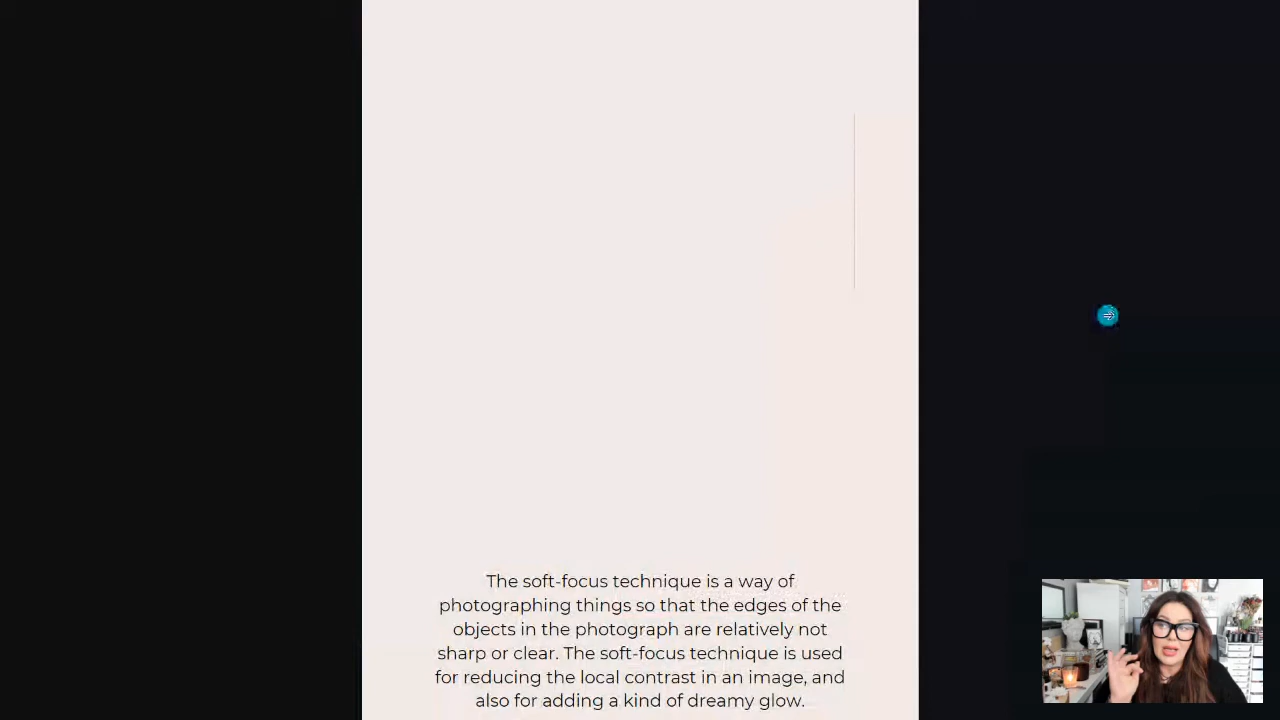 The soft-focus technique is a way of
photographing things so that the edges of the
objects in the photograph are relatively not
sharp or clear. The soft-focus technique is used
for reducing the local contrast in an image, and
also for adding a kind of dreamy glow.